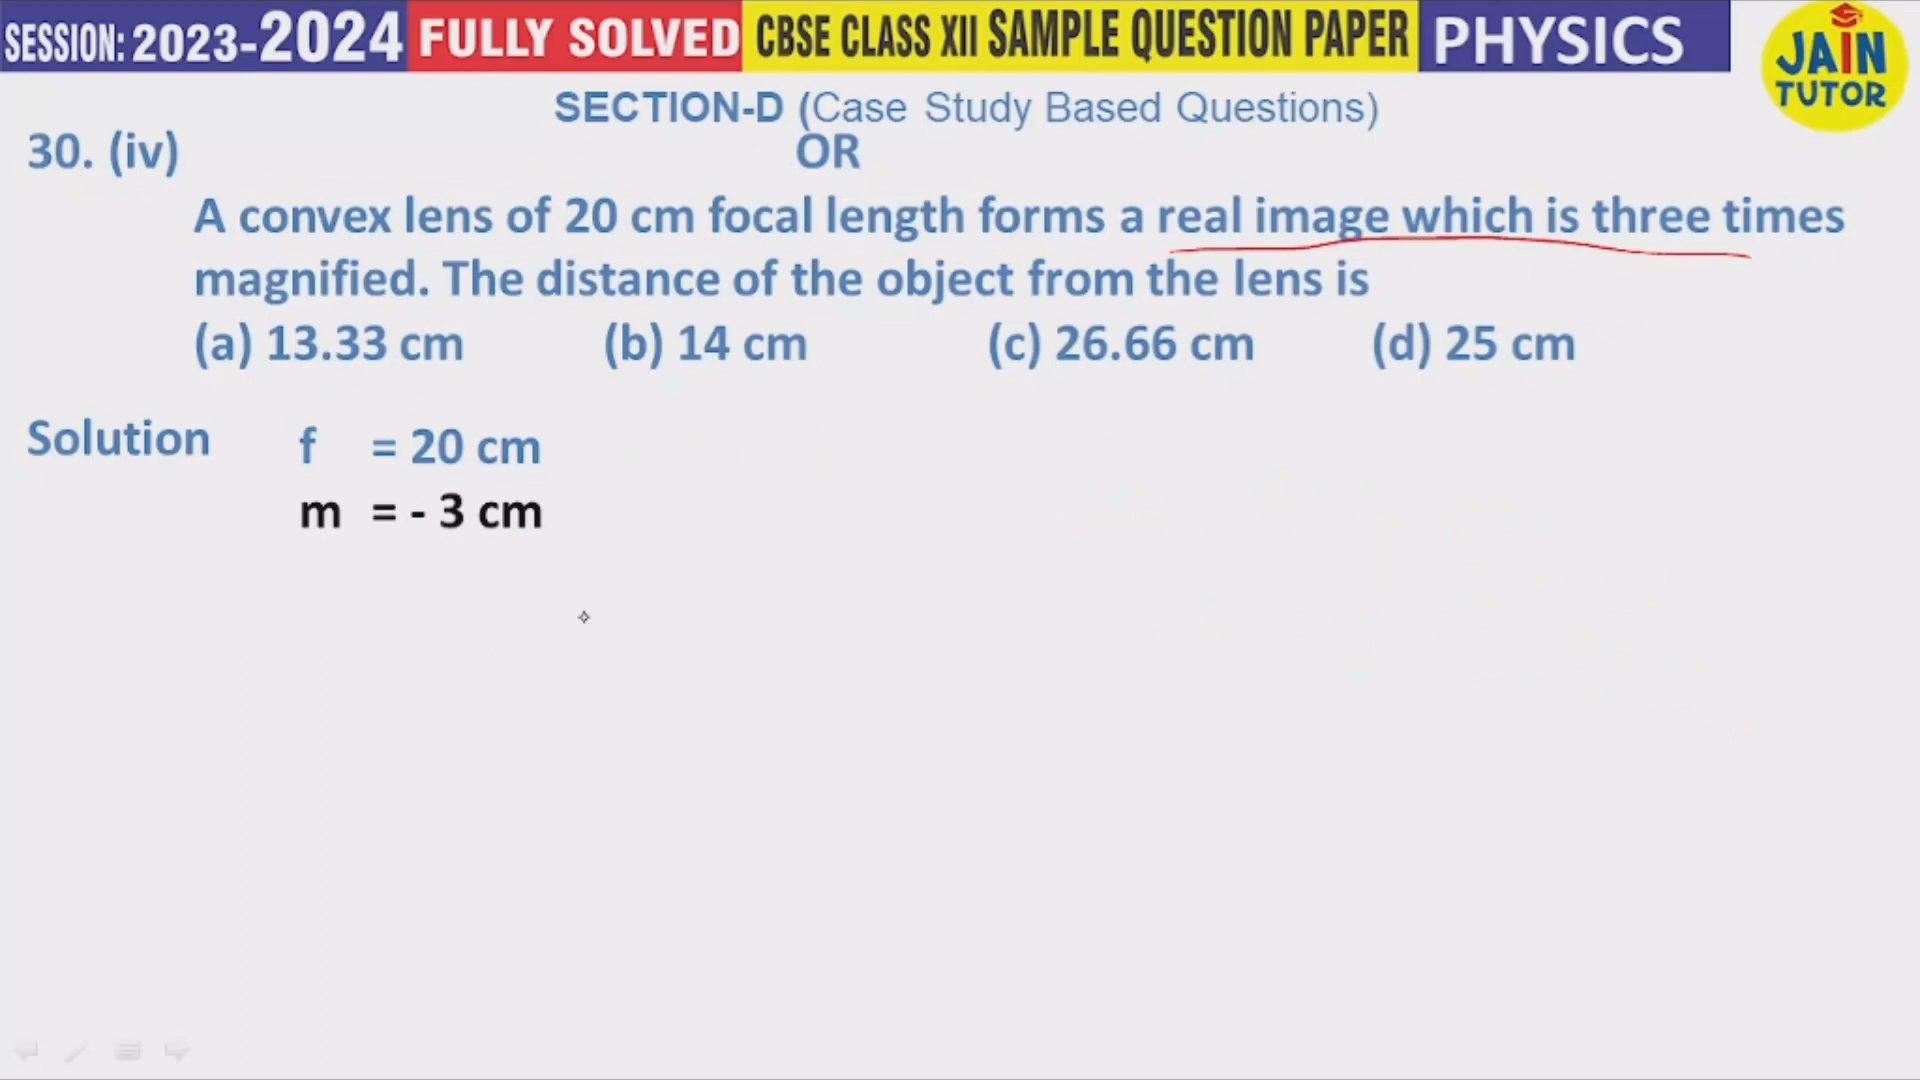 SESSION: 2023-2024 FULLY SOLVED CBSE CLASS XII SAMPLE QUESTION PAPER PHYSICS
JAIN
TUTOR
SECTION-D (Case Study Based Questions)
30. (iv) OR
A convex lens of 20 cm focal length forms a real image which is three times
magnified. The distance of the object from the lens is
(a) 13.33 cm (b) 14 cm (c) 26.66 cm (d) 25 cm
Solution f = 20 cm
m = - 3 cm